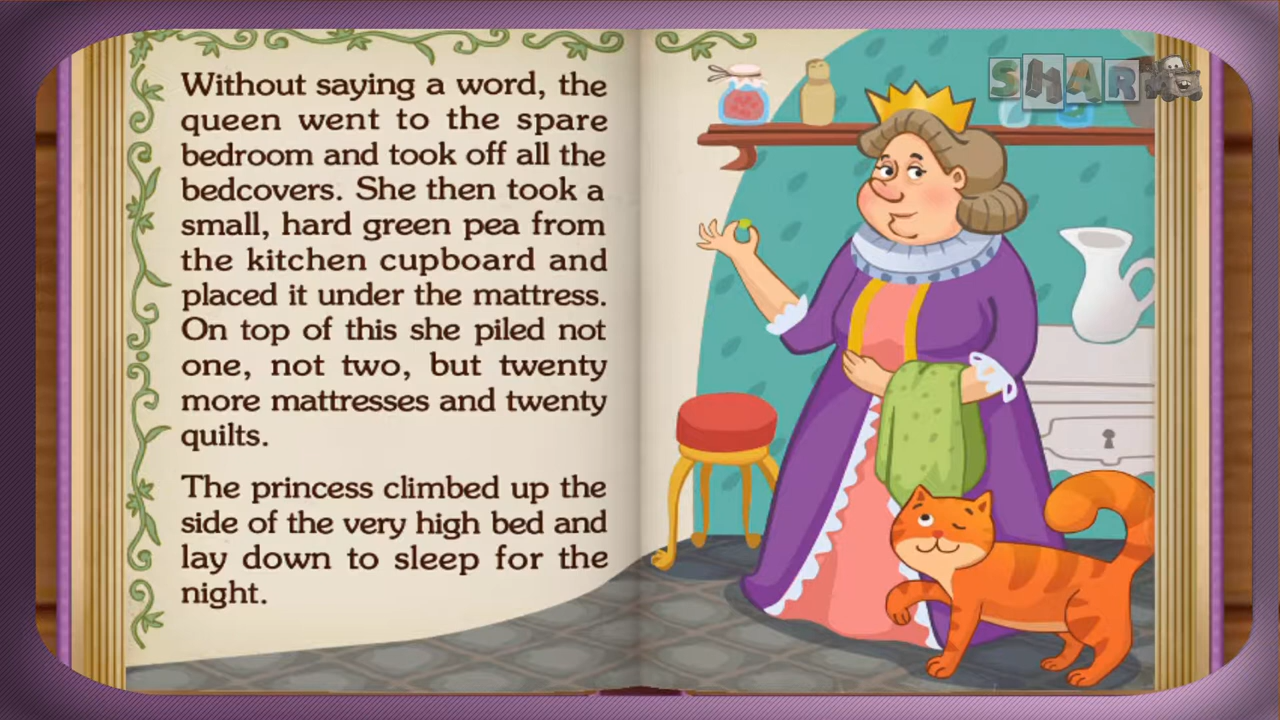 SHAR
Without saying a word, the
queen went to the spare
bedroom and took off all the
bedcovers. She then took a
small, hard green pea from
the kitchen cupboard and
placed it under the mattress.
On top of this she piled not
one, not two, but twenty
more mattresses and twenty
quilts.
The princess climbed up the
side of the very high bed and
lay down to sleep for the
night.